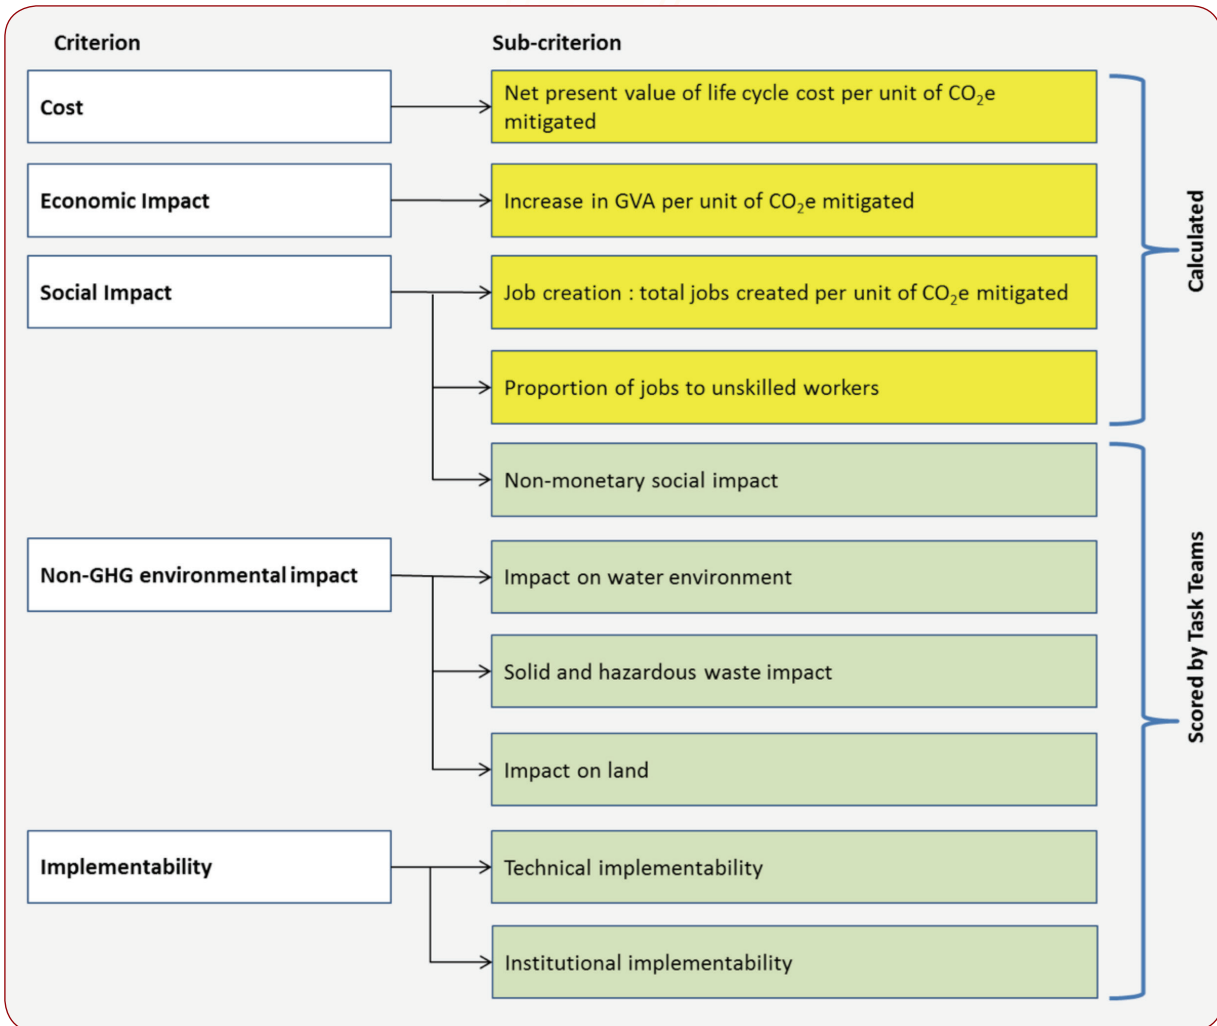 Criterion
Sub-criterion
Cost
Net present value of life cycle cost per unit of CO₂e
mitigated
Economic Impact
Increase in GVA per unit of CO₂e mitigated
Social Impact
Job creation : total jobs created per unit of CO₂e mitigated
Proportion of jobs to unskilled workers
Non-monetary social impact
Non-GHG environmental impact
Impact on water environment
Solid and hazardous waste impact
Impact on land
Implementability
Technical implementability
Institutional implementability
Calculated
Scored by Task Teams